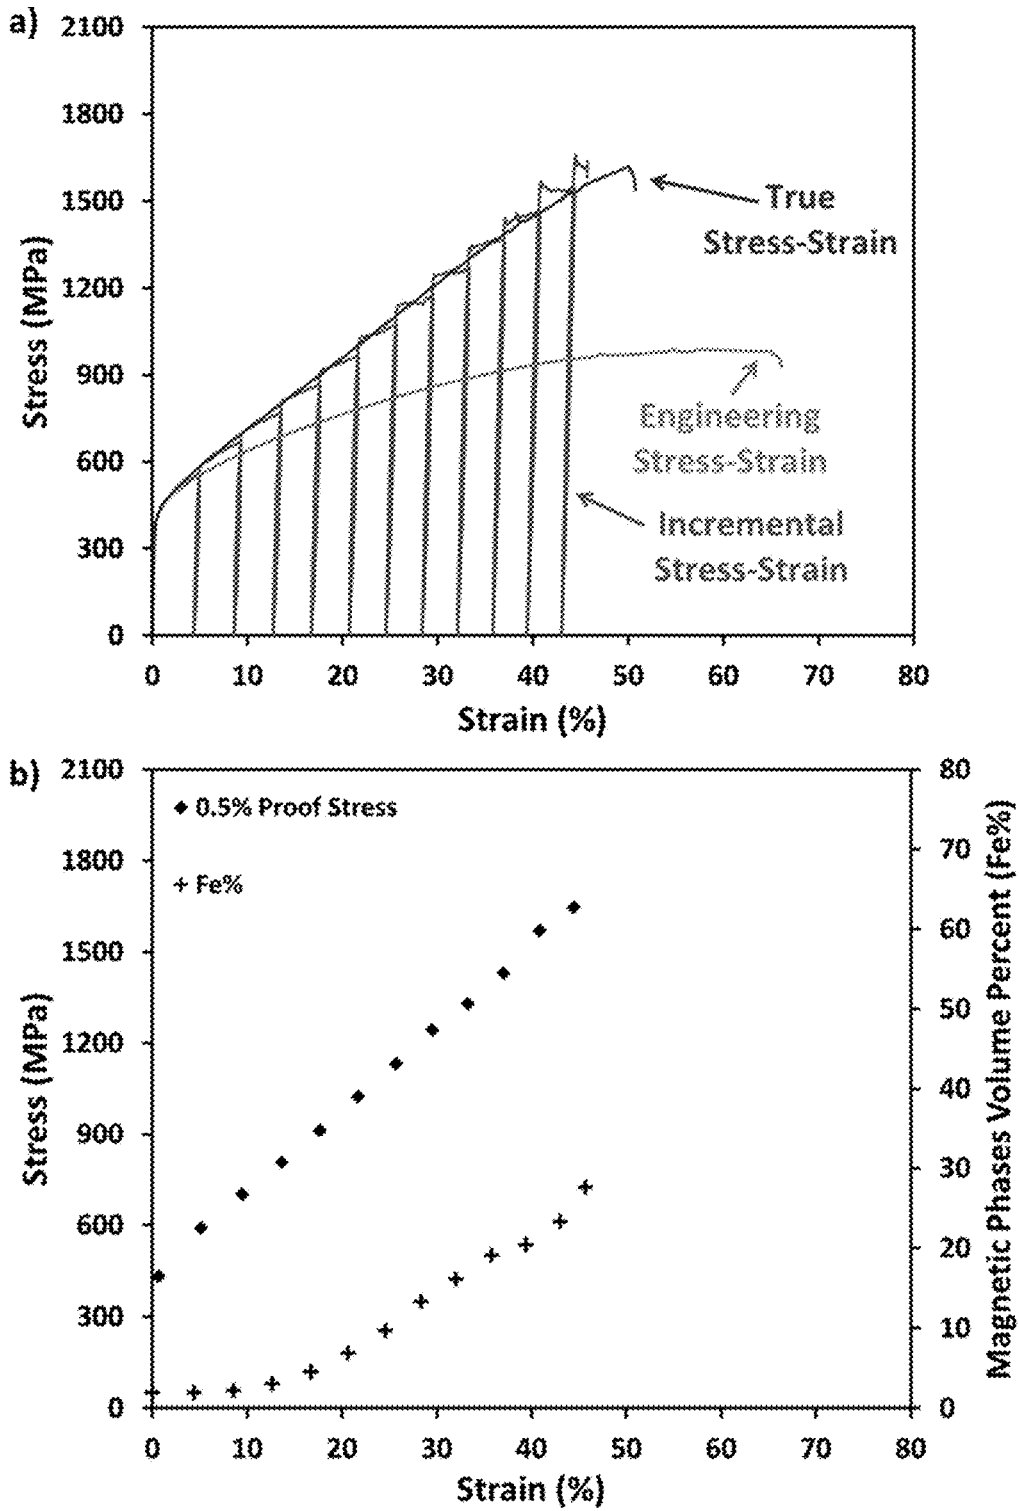 a)
2100
1800
1500
1200
900
600
300
0
Stress (MPa)
True
Stress-Strain
Engineering
Stress-Strain
Incremental
Stress-Strain
0 10 20 30 40 50 60 70 80
Strain (%)
b)
2100
1800
1500
1200
900
600
300
0
Stress (MPa)
0.5% Proof Stress
Fe%
80
70
60
50
40
30
20
10
0
Magnetic Phases Volume Percent (Fe%)
0 10 20 30 40 50 60 70 80
Strain (%)